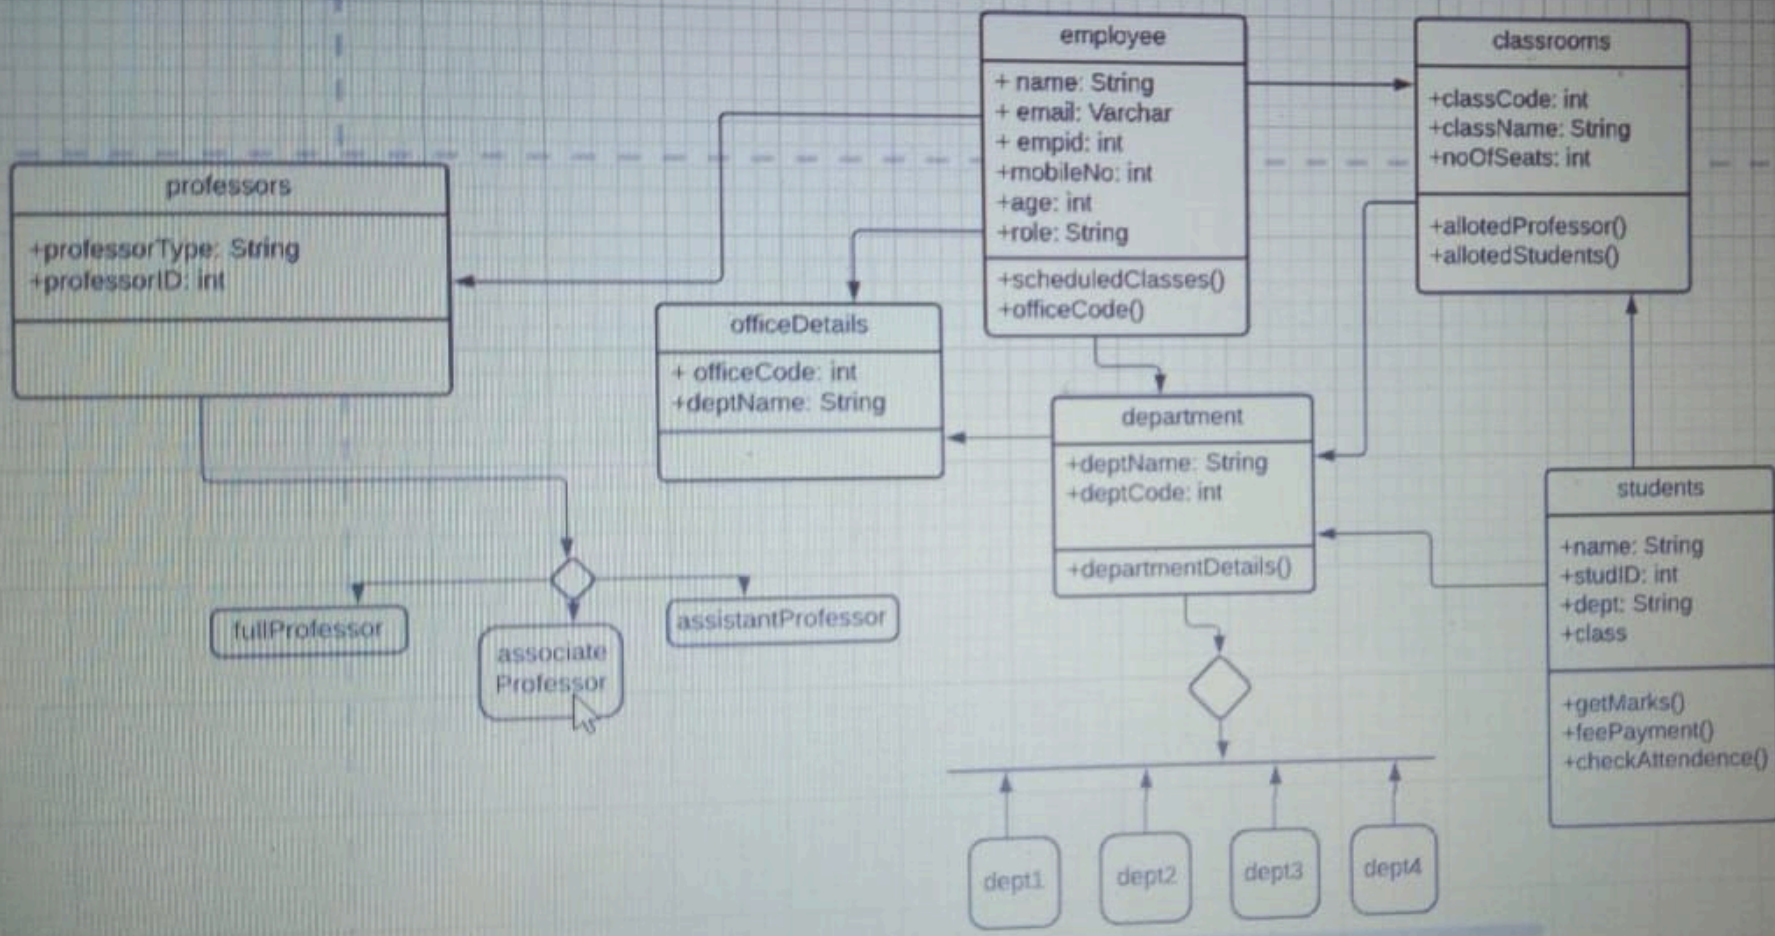 employee
+ name: String
+ email: Varchar
+ empid: int
+mobileNo: int
+age: int
+role: String
+scheduledClasses()
+officeCode()
classrooms
+classCode: int
+className: String
+noOfSeats: int
+allotedProfessor()
+allotedStudents()
professors
+professorType: String
+professorID: int
officeDetails
+ officeCode: int
+deptName: String
department
+deptName: String
+deptCode: int
+departmentDetails()
students
+name: String
+studID: int
+dept: String
+class
+getMarks()
+feePayment()
+checkAttendence()
fullProfessor
associate
Professor
assistantProfessor
dept1
dept2
dept3
dept4